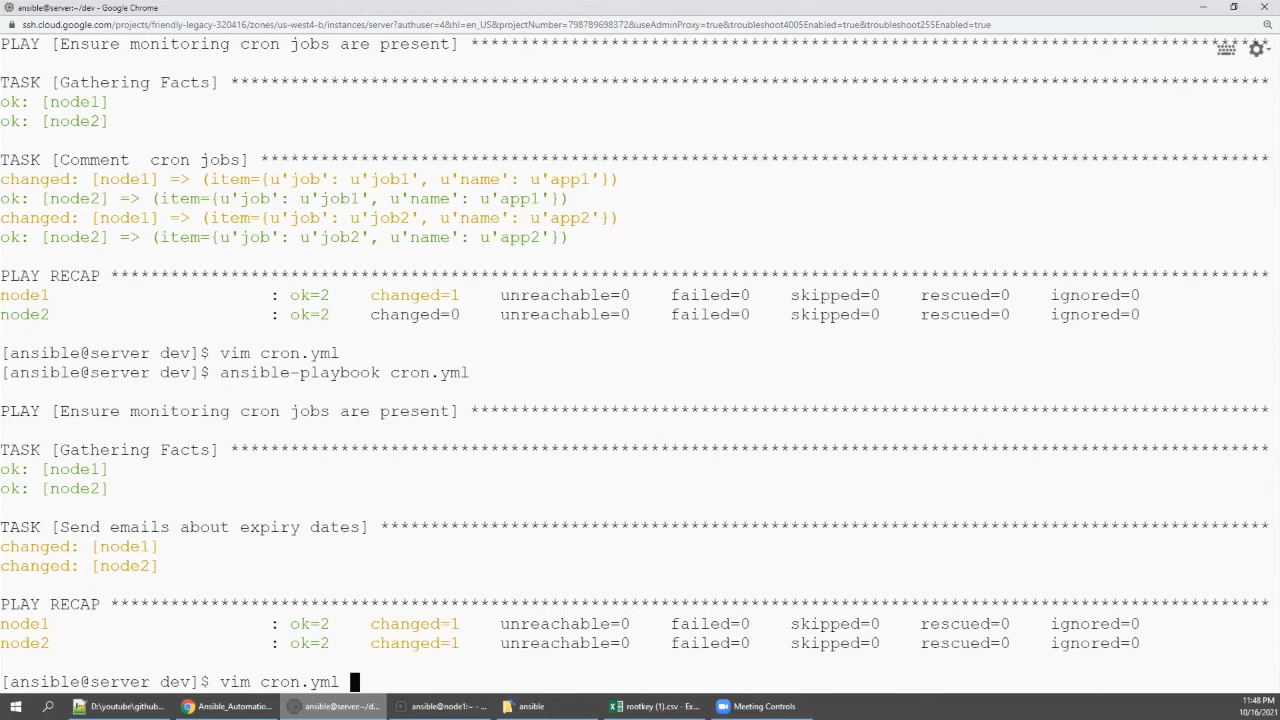 ansible@server:~/dev - Google Chrome
ssh.cloud.google.com/projects/friendly-legacy-320416/zones/us-west4-b/instances/server?authuser=4&hl=en_US&projectNumber=798789698372&useAdminProxy=true&troubleshoot4005Enabled=true&troubleshoot255Enabled=true
PLAY [Ensure monitoring cron jobs are present] ********************************************************************************
TASK [Gathering Facts] ********************************************************************************************************
ok: [node1]
ok: [node2]
TASK [Comment  cron jobs] *****************************************************************************************************
changed: [node1] => (item={u'job': u'job1', u'name': u'app1'})
ok: [node2] => (item={u'job': u'job1', u'name': u'app1'})
changed: [node1] => (item={u'job': u'job2', u'name': u'app2'})
ok: [node2] => (item={u'job': u'job2', u'name': u'app2'})
PLAY RECAP ********************************************************************************************************************
node1                      : ok=2    changed=1    unreachable=0    failed=0    skipped=0    rescued=0    ignored=0
node2                      : ok=2    changed=0    unreachable=0    failed=0    skipped=0    rescued=0    ignored=0
[ansible@server dev]$ vim cron.yml
[ansible@server dev]$ ansible-playbook cron.yml
PLAY [Ensure monitoring cron jobs are present] ********************************************************************************
TASK [Gathering Facts] ********************************************************************************************************
ok: [node1]
ok: [node2]
TASK [Send emails about expiry dates] *****************************************************************************************
changed: [node1]
changed: [node2]
PLAY RECAP ********************************************************************************************************************
node1                      : ok=2    changed=1    unreachable=0    failed=0    skipped=0    rescued=0    ignored=0
node2                      : ok=2    changed=1    unreachable=0    failed=0    skipped=0    rescued=0    ignored=0
[ansible@server dev]$ vim cron.yml
D:\youtube\github... Ansible_Automatio... ansible@server:~/d... ansible@node1:~ - ... ansible rootkey (1).csv - Ex... Meeting Controls 11:48 PM
10/16/2021